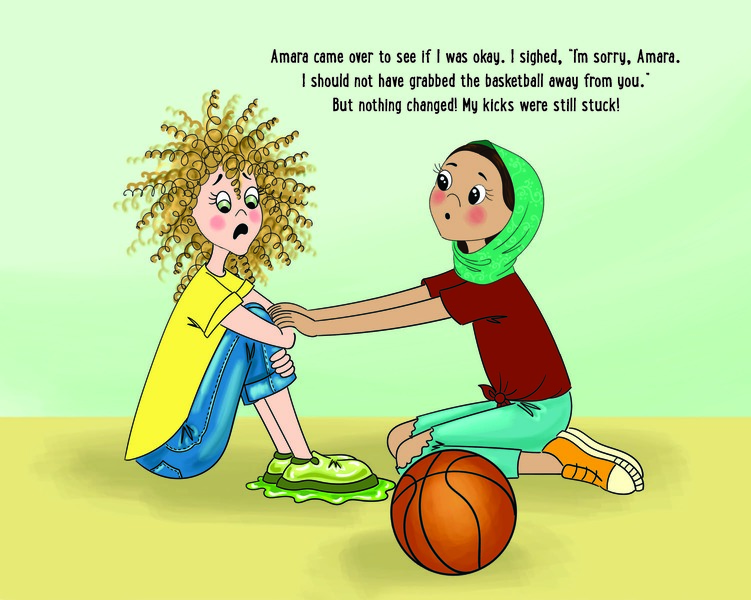 Amara came over to see if I was okay. I sighed, "I'm sorry, Amara.
I should not have grabbed the basketball away from you."
But nothing changed! My kicks were still stuck!